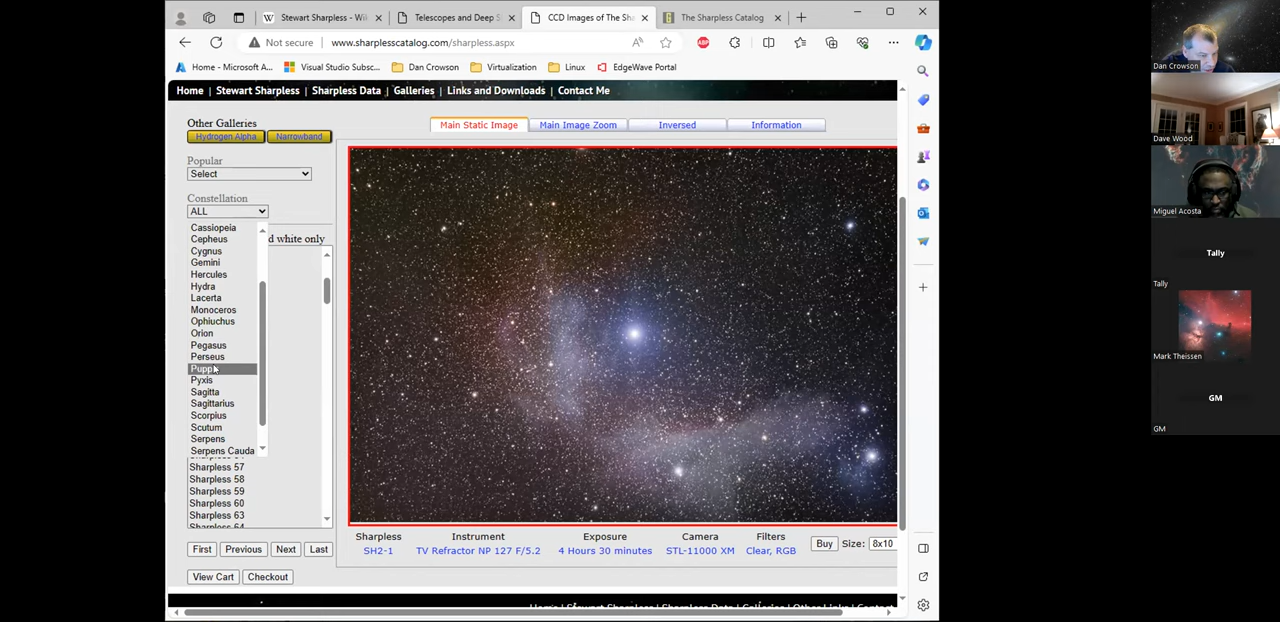 Stewart Sharpless - Wi
Telescopes and Deep S
CCD Images of The Sha
The Sharpless Catalog
Not secure
www.sharplesscatalog.com/sharpless.aspx
Home - Microsoft A...
Visual Studio Subsc...
Dan Crowson
Virtualization
Linux
EdgeWave Portal
Home | Stewart Sharpless | Sharpless Data | Galleries | Links and Downloads | Contact Me
Other Galleries
Hydrogen Alpha
Narrowband
Main Static Image
Main Image Zoom
Inversed
Information
Popular
Select
Constellation
ALL
Cassiopeia
Cepheus
d white only
Cygnus
Gemini
Hercules
Hydra
Lacerta
Monoceros
Ophiuchus
Orion
Pegasus
Perseus
Pupp
Pyxis
Sagitta
Sagittarius
Scorpius
Scutum
Serpens
Serpens Cauda
Sharpless 57
Sharpless 58
Sharpless 59
Sharpless 60
Sharpless 63
Sharpless 64
First
Previous
Next
Last
View Cart
Checkout
Sharpless
Instrument
Exposure
Camera
Filters
SH2-1
TV Refractor NP 127 F/5.2
4 Hours 30 minutes
STL-11000 XM
Clear, RGB
Buy
Size:
8x10
Dan Crowson
Dave Wood
Miguel Acosta
Tally
Tally
Mark Theissen
GM
GM